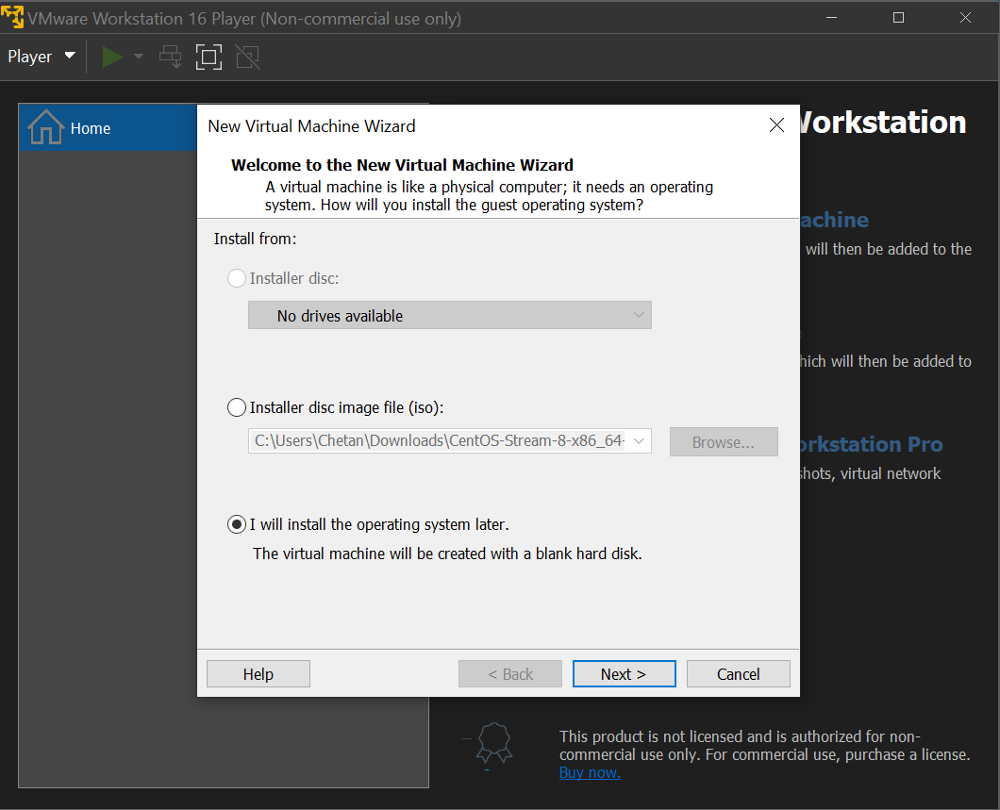 VMware Workstation 16 Player (Non-commercial use only)
Player
Home
New Virtual Machine Wizard
Welcome to the New Virtual Machine Wizard
A virtual machine is like a physical computer; it needs an operating
system. How will you install the guest operating system?
Install from:
Installer disc:
No drives available
Installer disc image file (iso):
C:\Users\Chetan\Downloads\CentOS-Stream-8-x86_64-
Browse...
I will install the operating system later.
The virtual machine will be created with a blank hard disk.
Help
< Back
Next >
Cancel
Workstation
achine
will then be added to the
hich will then be added to
orkstation Pro
shots, virtual network
This product is not licensed and is authorized for non-
commercial use only. For commercial use, purchase a license.
Buy now.